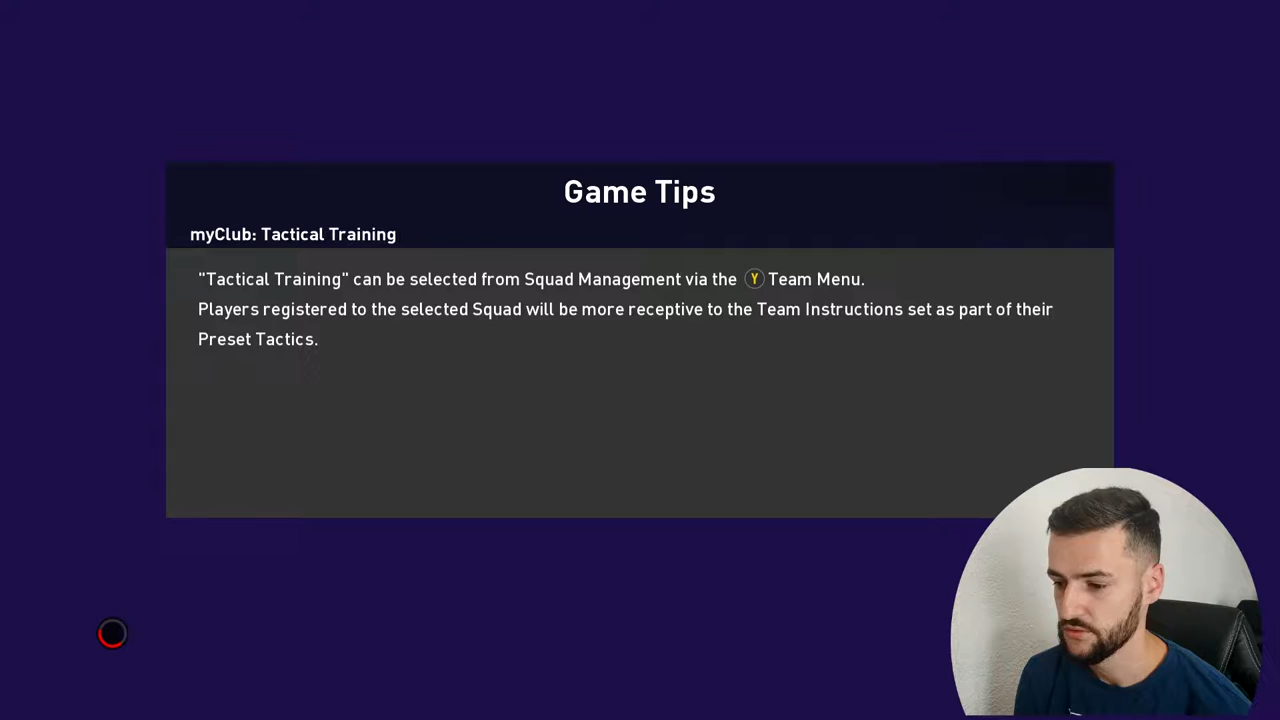 Game Tips
myClub: Tactical Training
"Tactical Training" can be selected from Squad Management via the Y Team Menu.
Players registered to the selected Squad will be more receptive to the Team Instructions set as part of their
Preset Tactics.